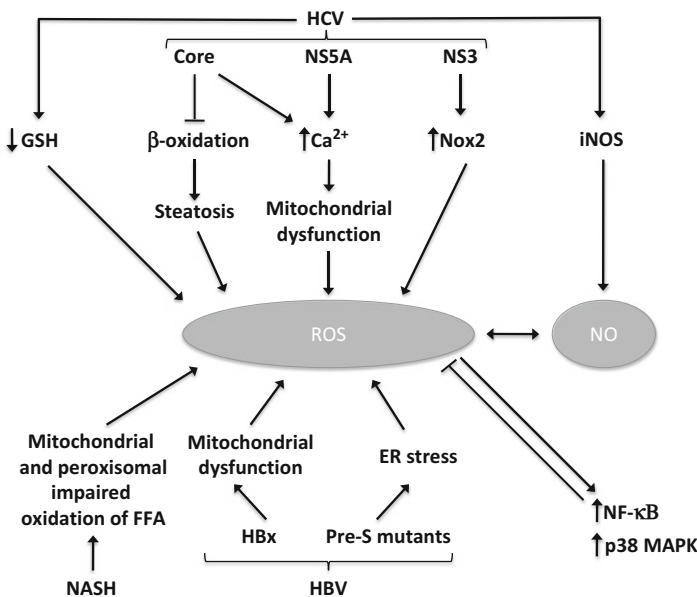 HCV
Core NS5A NS3
↓GSH β-oxidation ↑Ca²⁺ ↑Nox2 iNOS
Steatosis Mitochondrial
dysfunction
ROS NO
Mitochondrial
and peroxisomal
impaired
oxidation of FFA
Mitochondrial
dysfunction
ER stress
↑NF-κB
↑p38 MAPK
HBx Pre-S mutants
NASH HBV